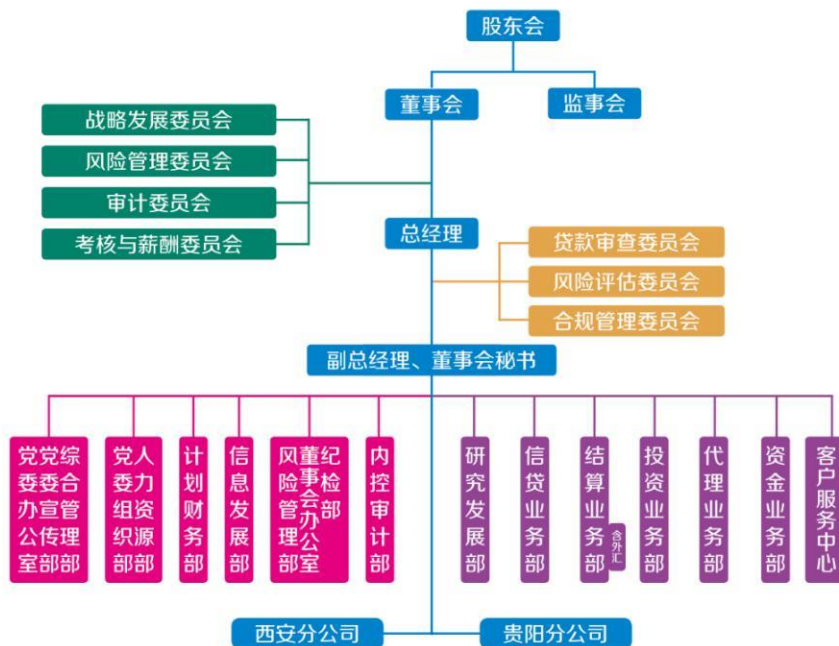 股东会
董事会
监事会
战略发展委员会
风险管理委员会
审计委员会
考核与薪酬委员会
总经理
贷款审查委员会
风险评估委员会
合规管理委员会
副总经理、董事会秘书
党委办公室
党委宣传部
综合管理部
党委组织部
人力资源部
计划财务部
信息发展部
风险管理部
董事会办公室
纪检部
内控审计部
研究发展部
信贷业务部
结算业务部
含外汇
投资业务部
代理业务部
资金业务部
客户服务中心
西安分公司
贵阳分公司